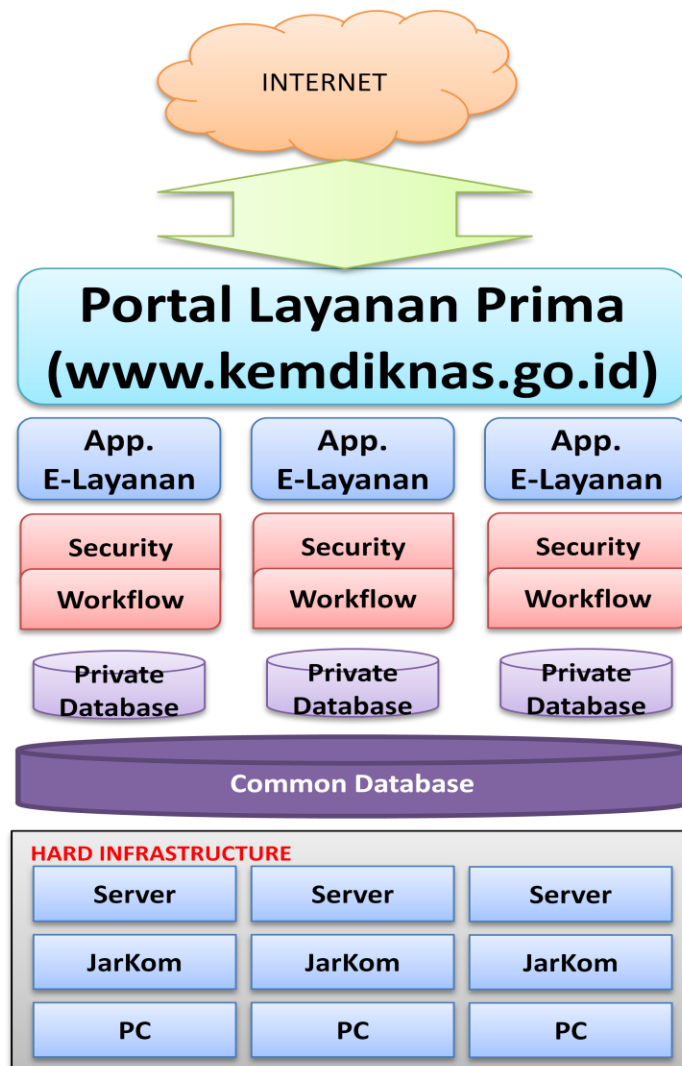 INTERNET
Portal Layanan Prima
(www.kemdiknas.go.id)
App.
E-Layanan
App.
E-Layanan
App.
E-Layanan
Security
Security
Security
Workflow
Workflow
Workflow
Private
Database
Private
Database
Private
Database
Common Database
HARD INFRASTRUCTURE
Server
Server
Server
JarKom
JarKom
JarKom
PC
PC
PC